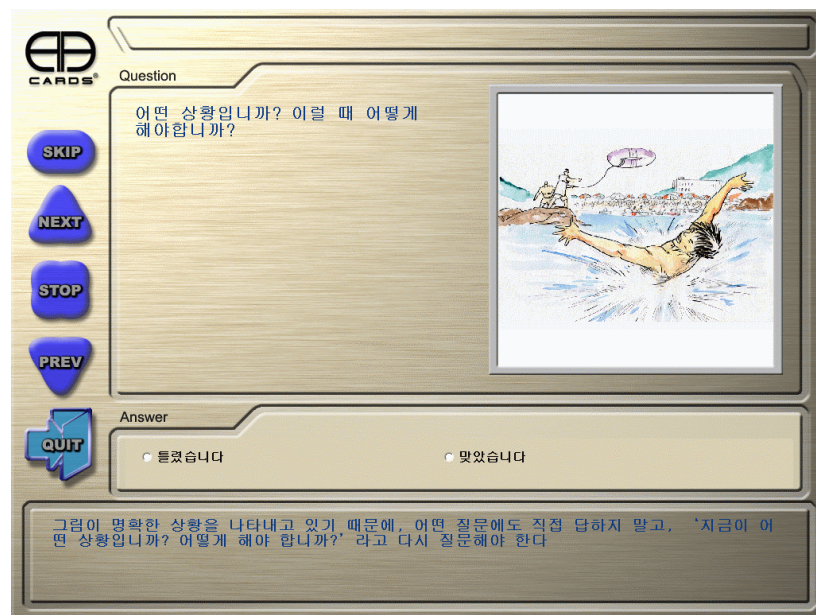 CARDS®
Question
어떤 상황입니까? 이럴 때 어떻게
해야합니까?
SKIP
NEXT
STOP
PREV
QUIT
Answer
틀렸습니다
맞았습니다
그림이 명확한 상황을 나타내고 있기 때문에, 어떤 질문에도 직접 답하지 말고, ‘지금이 어
떤 상황입니까? 어떻게 해야 합니까?’ 라고 다시 질문해야 한다